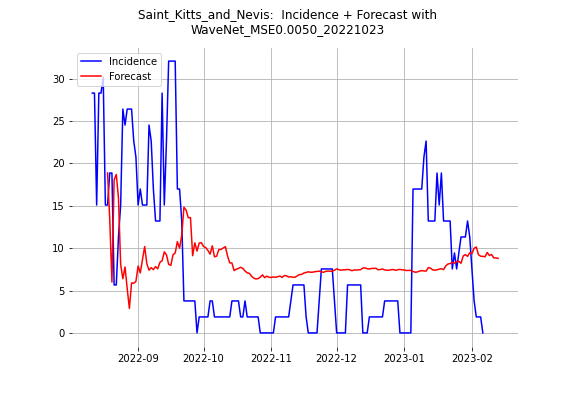 Saint_Kitts_and_Nevis: Incidence + Forecast with
WaveNet_MSE0.0050_20221023
Incidence
Forecast
30
25
20
15
10
5
0
2022-09 2022-10 2022-11 2022-12 2023-01 2023-02